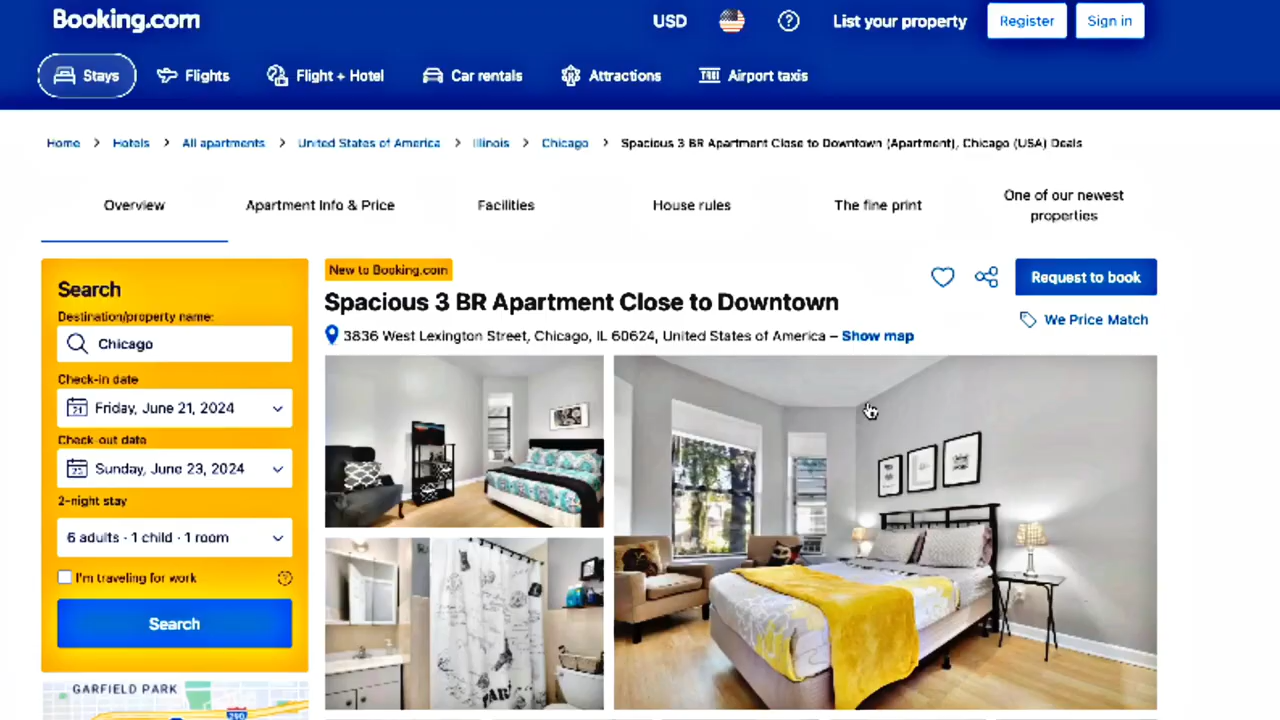 Booking.com
USD
List your property
Register
Sign in
Stays
Flights
Flight + Hotel
Car rentals
Attractions
TAXI
Airport taxis
Home > Hotels > All apartments > United States of America > Illinois > Chicago > Spacious 3 BR Apartment Close to Downtown (Apartment), Chicago (USA) Deals
Overview
Apartment Info & Price
Facilities
House rules
The fine print
One of our newest
properties
Search
Destination/property name:
Chicago
Check-in date
Friday, June 21, 2024
Check-out date
Sunday, June 23, 2024
2-night stay
6 adults · 1 child · 1 room
I'm traveling for work
Search
New to Booking.com
Request to book
Spacious 3 BR Apartment Close to Downtown
We Price Match
3836 West Lexington Street, Chicago, IL 60624, United States of America – Show map
GARFIELD PARK
290